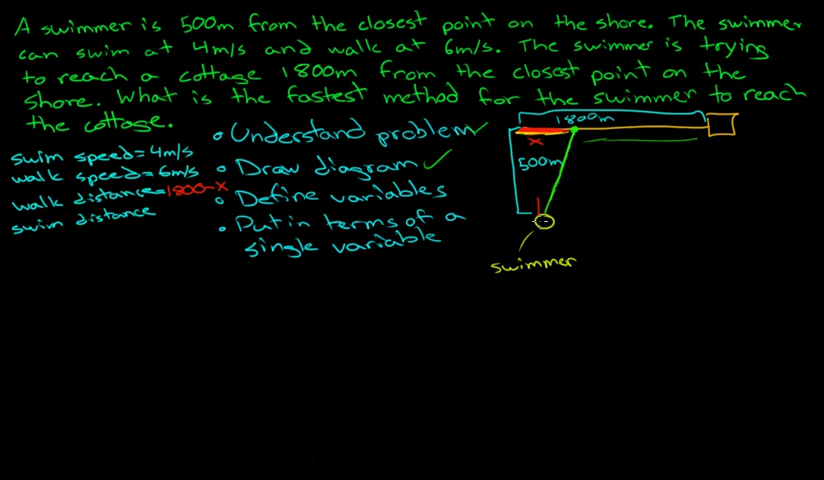 A swimmer is 500m from the closest point on the shore. The swimmer
can swim at 4m/s and walk at 6m/s. The swimmer is trying
to reach a cottage 1800m from the closest point on the
shore. What is the fastest method for the swimmer to reach
the cottage.
swim speed=4m/s
walk speed=6m/s
walk distance=1800-x
swim distance
• Understand problem ✓
• Draw diagram ✓
• Define variables
• Put in terms of a
single variable
1800m
x
500m
swimmer